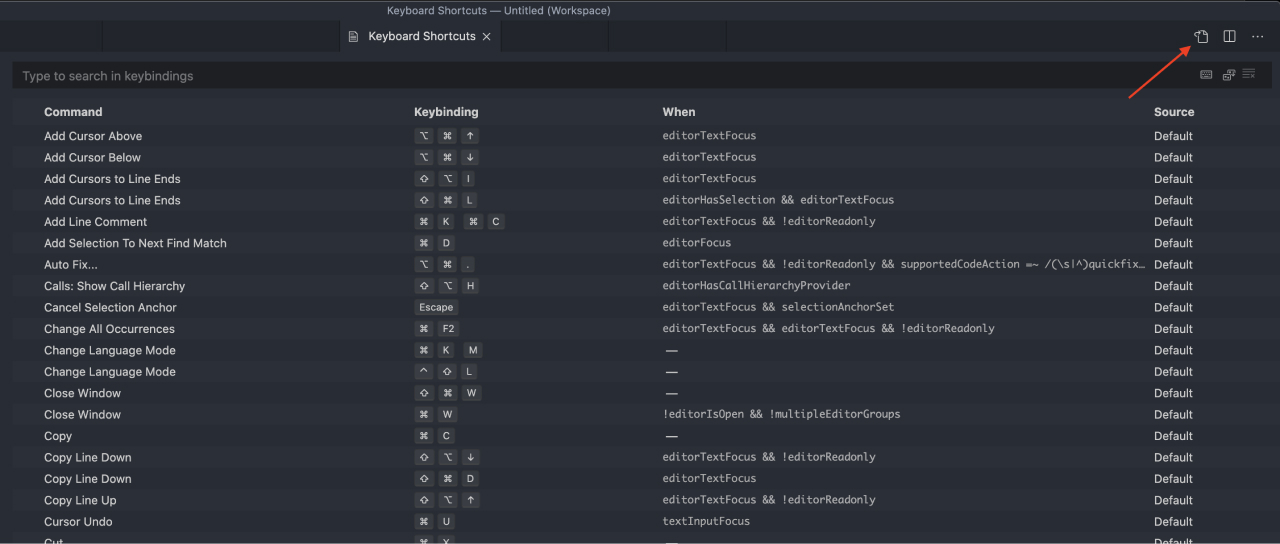 Keyboard Shortcuts — Untitled (Workspace)
Keyboard Shortcuts
Type to search in keybindings
Command Keybinding When Source
Add Cursor Above ⌥ ⌘ ↑ editorTextFocus Default
Add Cursor Below ⌥ ⌘ ↓ editorTextFocus Default
Add Cursors to Line Ends ⇧ ⌥ I editorTextFocus Default
Add Cursors to Line Ends ⇧ ⌘ L editorHasSelection && editorTextFocus Default
Add Line Comment ⌘ K ⌘ C editorTextFocus && !editorReadonly Default
Add Selection To Next Find Match ⌘ D editorFocus Default
Auto Fix... ⌥ ⌘ . editorTextFocus && !editorReadonly && supportedCodeAction =~ /(\s|^)quickfix… Default
Calls: Show Call Hierarchy ⇧ ⌥ H editorHasCallHierarchyProvider Default
Cancel Selection Anchor Escape editorTextFocus && selectionAnchorSet Default
Change All Occurrences ⌘ F2 editorTextFocus && editorTextFocus && !editorReadonly Default
Change Language Mode ⌘ K M — Default
Change Language Mode ^ ⇧ L — Default
Close Window ⇧ ⌘ W — Default
Close Window ⌘ W !editorIsOpen && !multipleEditorGroups Default
Copy ⌘ C — Default
Copy Line Down ⇧ ⌥ ↓ editorTextFocus && !editorReadonly Default
Copy Line Down ⇧ ⌘ D editorTextFocus Default
Copy Line Up ⇧ ⌥ ↑ editorTextFocus && !editorReadonly Default
Cursor Undo ⌘ U textInputFocus Default
Cut ⌘ X — Default